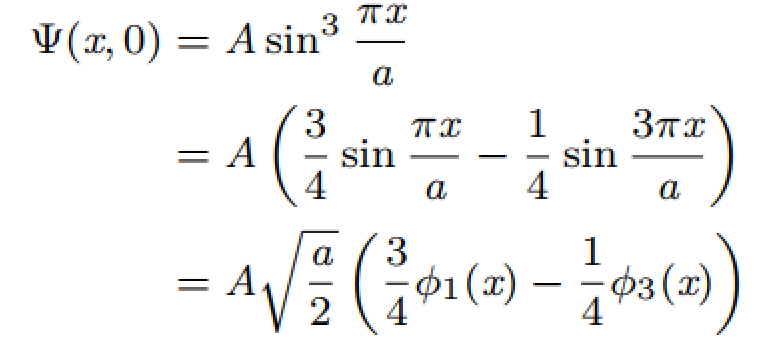 Ψ(x, 0) = A sin³ πx/a
= A (3/4 sin πx/a − 1/4 sin 3πx/a)
= A√(a/2) (3/4 ϕ₁(x) − 1/4 ϕ₃(x))